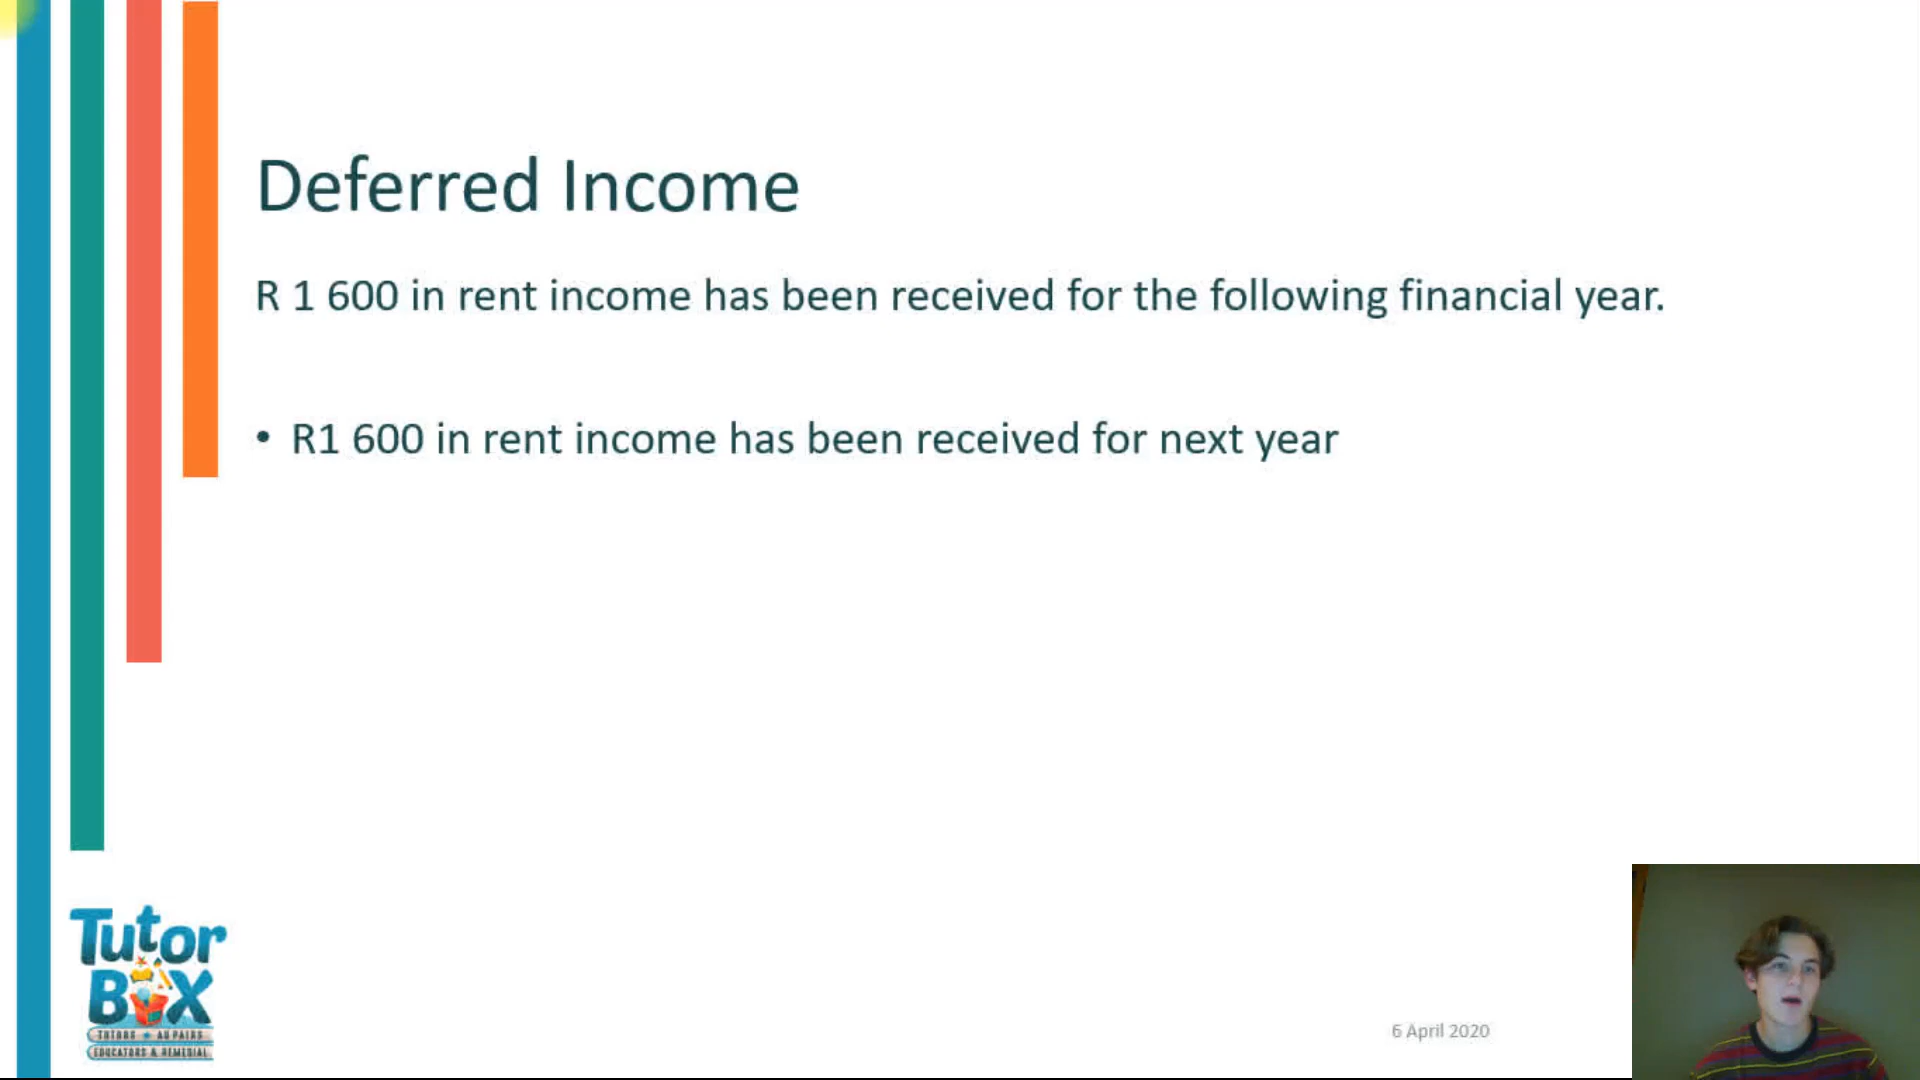 Deferred Income
R 1 600 in rent income has been received for the following financial year.
• R1 600 in rent income has been received for next year
Tutor
BOX
TUTORS ★ AU PAIRS
EDUCATORS & REMEDIAL
6 April 2020